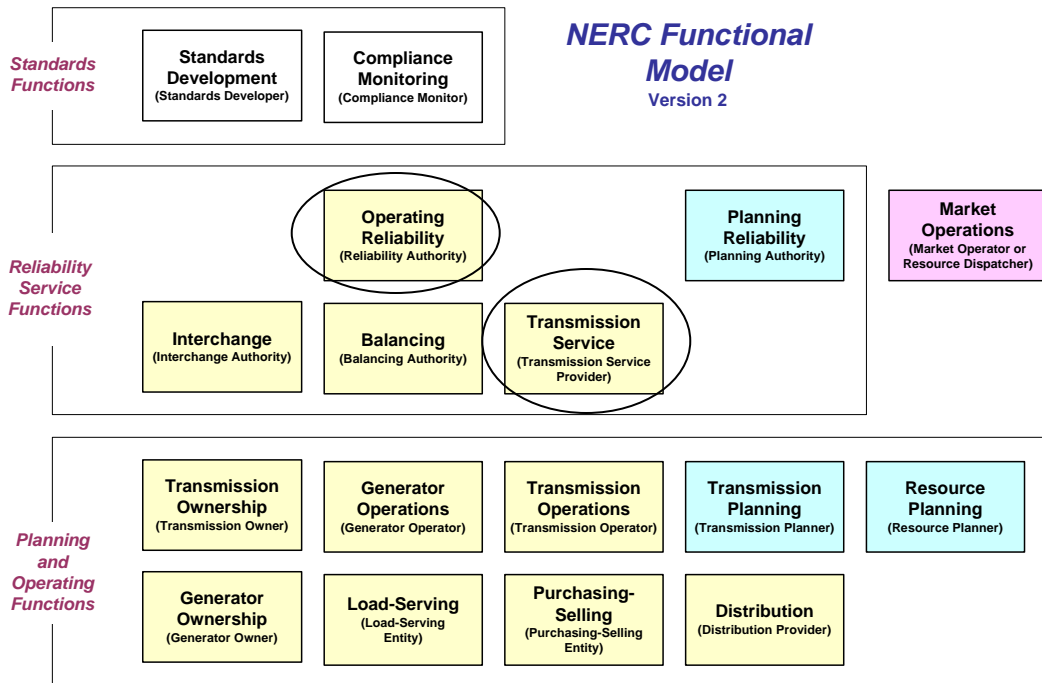 NERC Functional
Model
Version 2
Standards
Functions
Standards
Development
(Standards Developer)
Compliance
Monitoring
(Compliance Monitor)
Reliability
Service
Functions
Operating
Reliability
(Reliability Authority)
Planning
Reliability
(Planning Authority)
Market
Operations
(Market Operator or
Resource Dispatcher)
Interchange
(Interchange Authority)
Balancing
(Balancing Authority)
Transmission
Service
(Transmission Service
Provider)
Planning
and
Operating
Functions
Transmission
Ownership
(Transmission Owner)
Generator
Operations
(Generator Operator)
Transmission
Operations
(Transmission Operator)
Transmission
Planning
(Transmission Planner)
Resource
Planning
(Resource Planner)
Generator
Ownership
(Generator Owner)
Load-Serving
(Load-Serving
Entity)
Purchasing-
Selling
(Purchasing-Selling
Entity)
Distribution
(Distribution Provider)